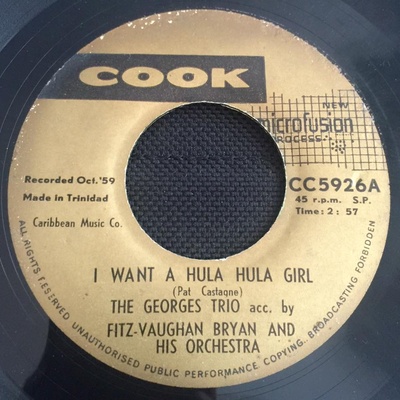 COOK
NEW
microfusion
PROCESS
Recorded Oct.'59
Made in Trinidad
Caribbean Music Co.
CC5926A
45 r.p.m. S.P.
Time: 2: 57
I WANT A HULA HULA GIRL
(Pat Castagne)
THE GEORGES TRIO acc. by
FITZ-VAUGHAN BRYAN AND
HIS ORCHESTRA
ALL RIGHTS RESERVED UNAUTHORISED PUBLIC PERFORMANCE COPYING, BROADCASTING FORBIDDEN